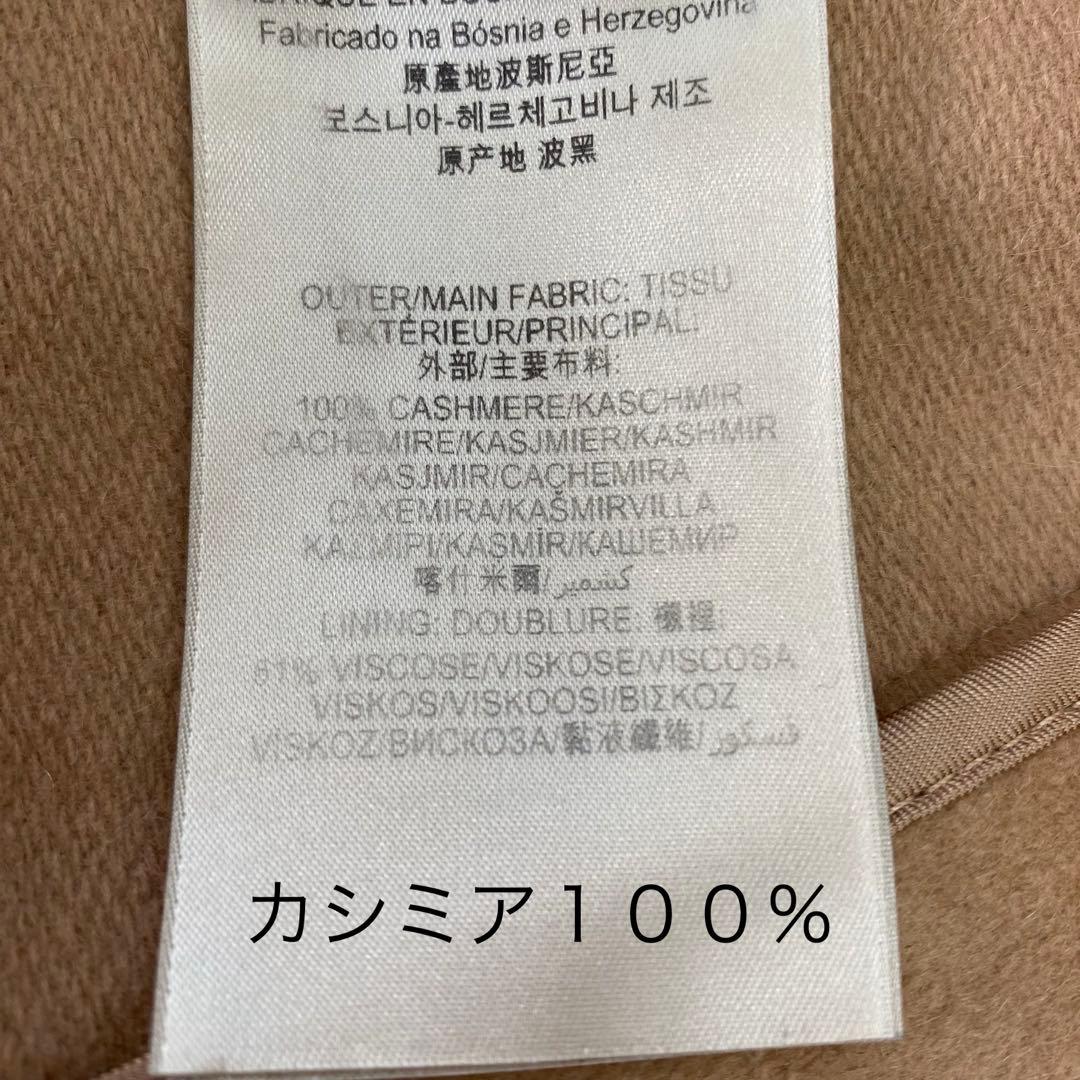 Fabricado na Bósnia e Herzegovina
原產地波斯尼亞
보스니아-헤르체고비나 제조
原产地 波黑
OUTER/MAIN FABRIC: TISSU
EXTÉRIEUR/PRINCIPAL:
外部/主要布料:
100% CASHMERE/KASCHMIR
CACHEMIRE/KASJMIER/KASHMIR
KASJMIR/CACHEMIRA
CAXEMIRA/KAŠMIRVILLA
ΚΑΣΜΙΡΙ/KAŞMİR/КАШЕМИР
喀什米爾/كشمير
LINING: DOUBLURE: 襯裡:
61% VISCOSE/VISKOSE/VISCOSA
VISKOS/VISKOOSI/ΒΙΣΚΟΖ
VISKOZ/ВИСКОЗА/黏液纖維/فسكوز
カシミア１００％